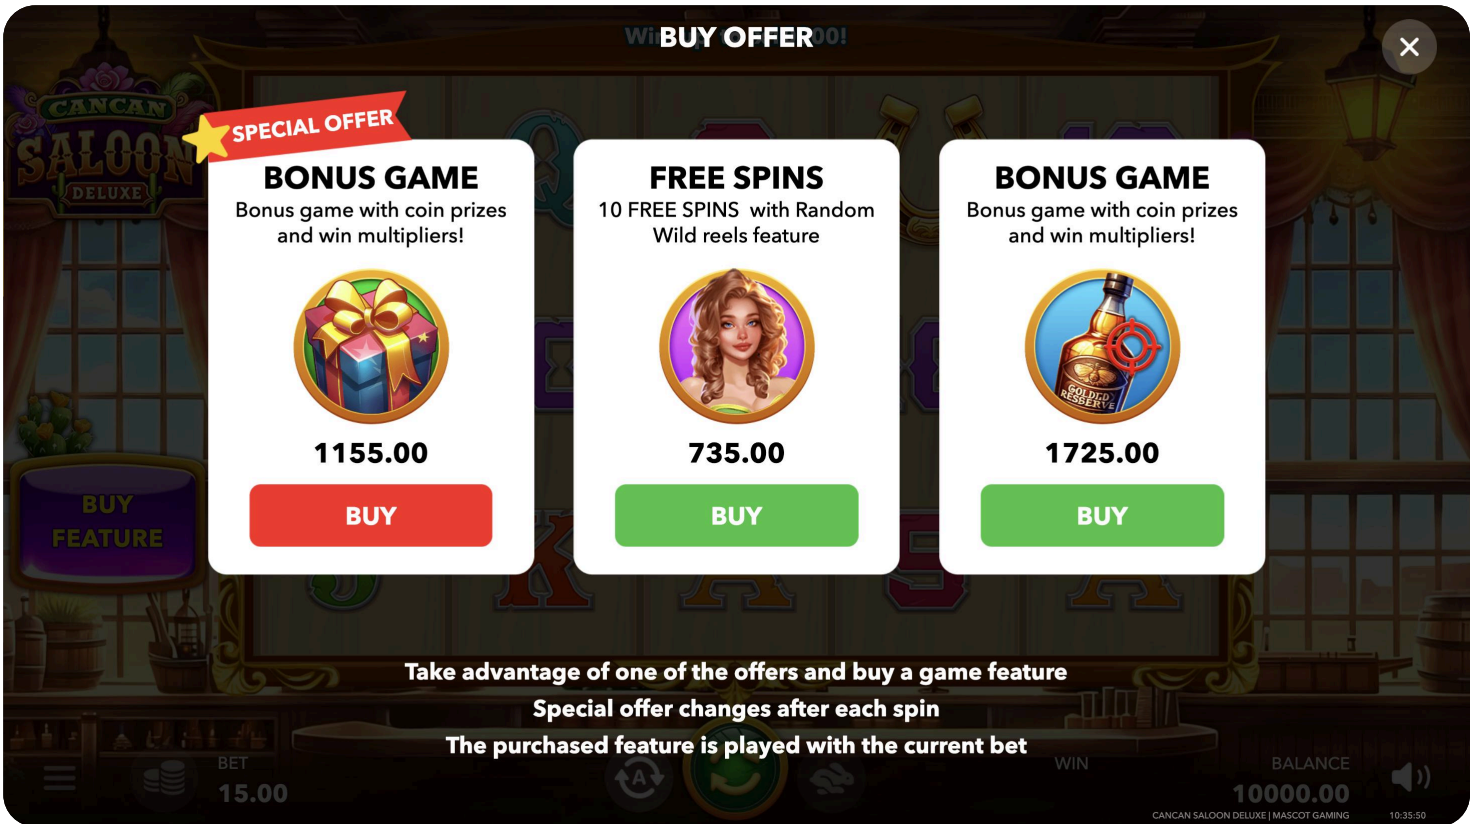 BUY OFFER
CANCAN
SALOON
DELUXE
SPECIAL OFFER
BONUS GAME
Bonus game with coin prizes
and win multipliers!
1155.00
BUY
FREE SPINS
10 FREE SPINS with Random
Wild reels feature
735.00
BUY
BONUS GAME
Bonus game with coin prizes
and win multipliers!
GOLDED
RESERVE
1725.00
BUY
BUY
FEATURE
Take advantage of one of the offers and buy a game feature
Special offer changes after each spin
The purchased feature is played with the current bet
BET
15.00
A
WIN
BALANCE
10000.00
CANCAN SALOON DELUXE | MASCOT GAMING
10:35:50